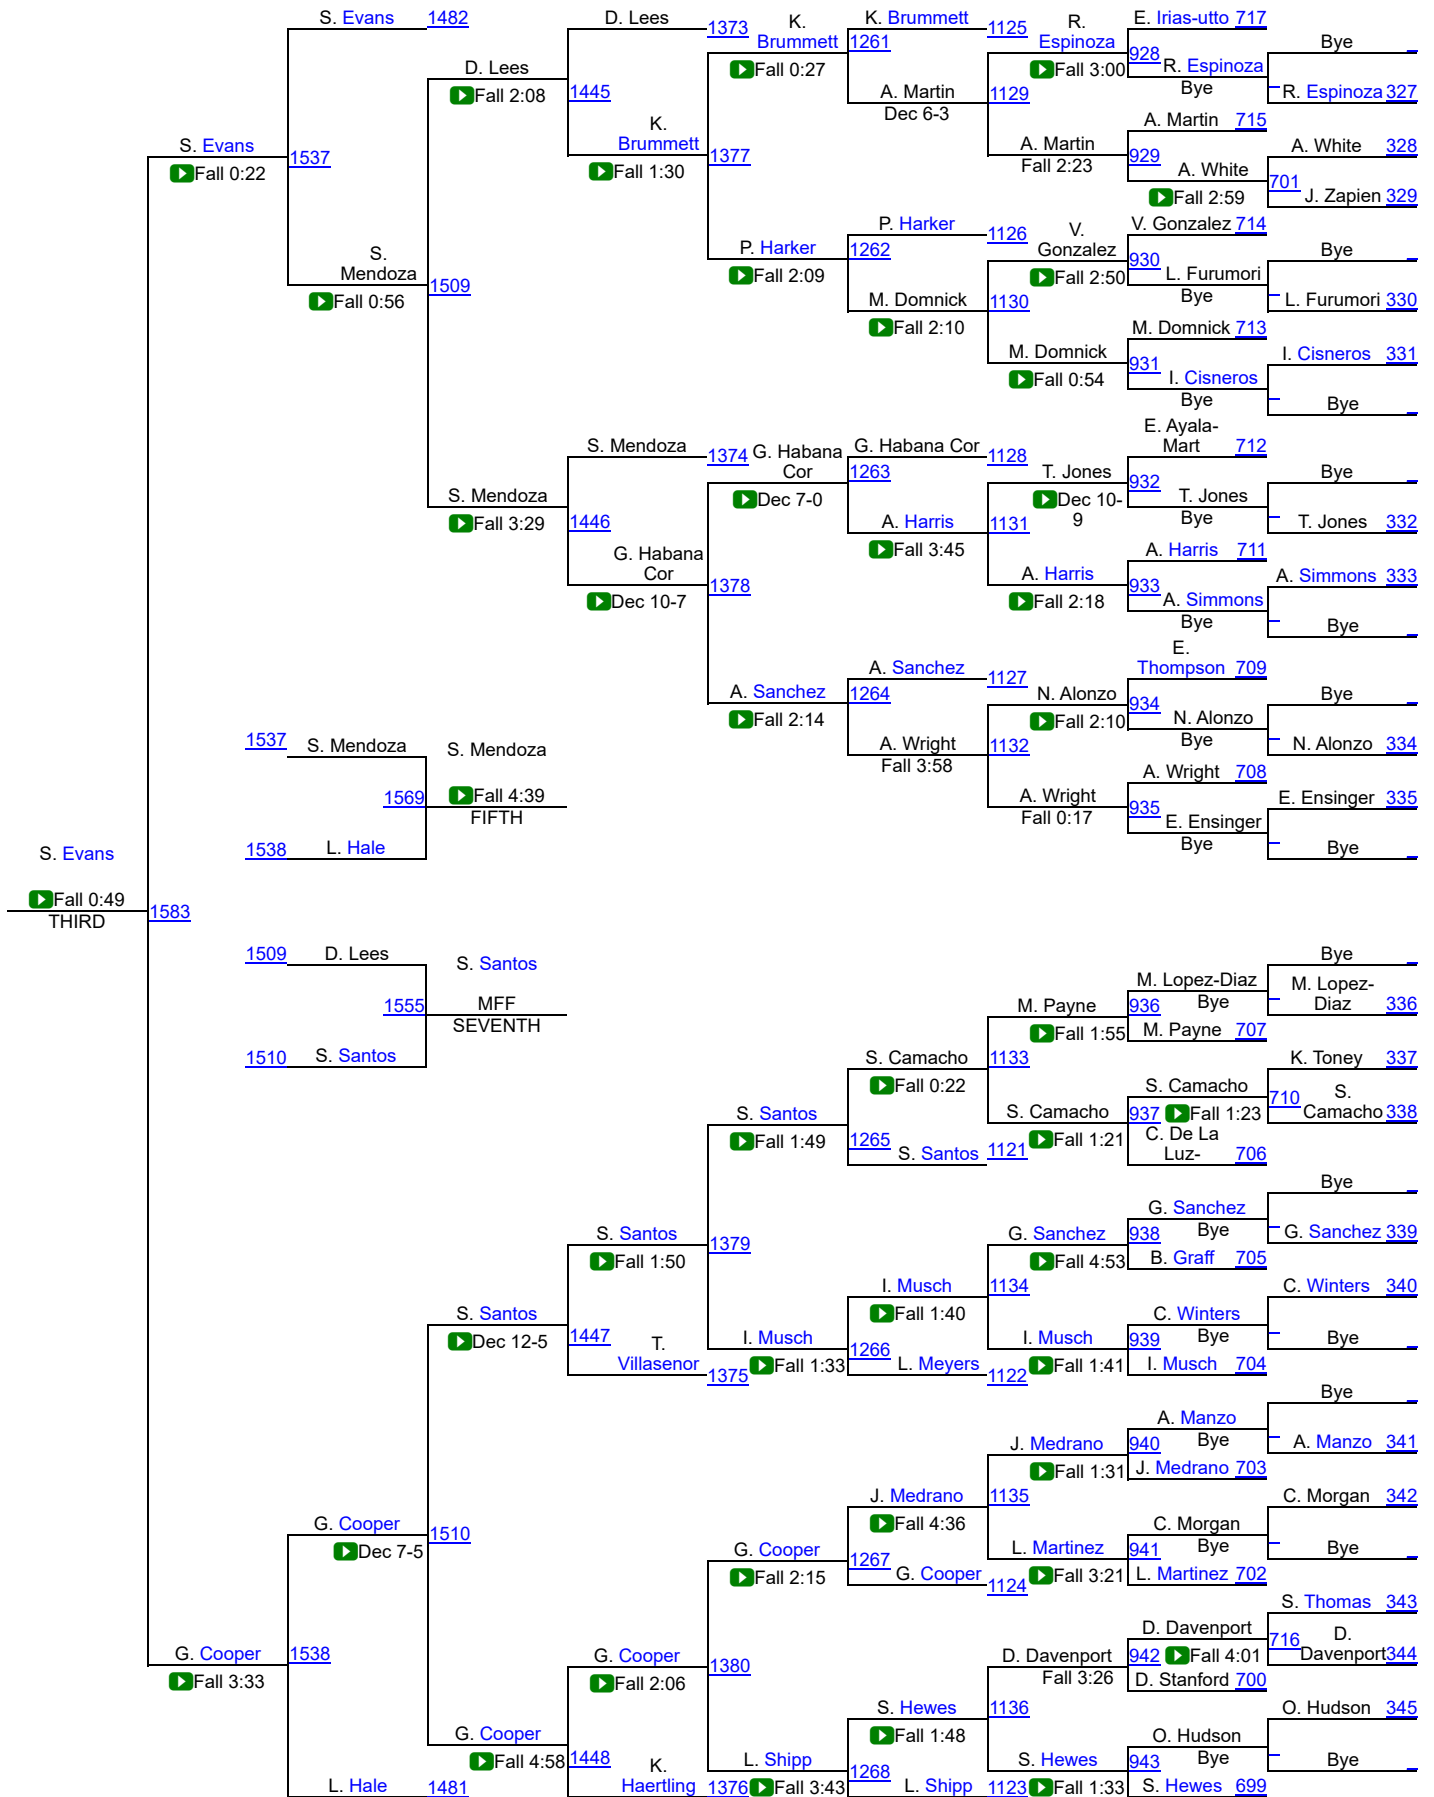 S. Evans 1482
D. Lees 1373
K. Brummett
K. Brummett 1125
R. Espinoza
E. Irias-utto 717
Bye
1261
928
Fall 0:27
Fall 3:00
R. Espinoza
Bye
R. Espinoza 327
D. Lees
Fall 2:08
1445
A. Martin
Dec 6-3
1129
A. Martin 715
K. Brummett
Fall 1:30
1377
A. Martin
Fall 2:23
929
A. White 328
S. Evans
Fall 0:22
1537
A. White
Fall 2:59
701
J. Zapien 329
P. Harker 1126
V. Gonzalez
V. Gonzalez 714
P. Harker
Fall 2:09
1262
Fall 2:50
930
Bye
S. Mendoza
Fall 0:56
1509
L. Furumori
Bye
L. Furumori 330
M. Domnick
Fall 2:10
1130
M. Domnick 713
M. Domnick
Fall 0:54
931
I. Cisneros 331
I. Cisneros
Bye
Bye
E. Ayala-Mart 712
S. Mendoza 1374
G. Habana Cor
G. Habana Cor 1128
1263
Dec 7-0
T. Jones
Dec 10-9
932
Bye
S. Mendoza
Fall 3:29
1446
T. Jones
Bye
T. Jones 332
A. Harris
Fall 3:45
1131
A. Harris 711
G. Habana Cor
Dec 10-7
1378
A. Harris
Fall 2:18
933
A. Simmons 333
A. Simmons
Bye
Bye
A. Sanchez 1127
E. Thompson 709
A. Sanchez
Fall 2:14
1264
N. Alonzo
Fall 2:10
934
Bye
N. Alonzo
Bye
N. Alonzo 334
1537 S. Mendoza
S. Mendoza
A. Wright
Fall 3:58
1132
A. Wright 708
1569
Fall 4:39
FIFTH
A. Wright
Fall 0:17
935
E. Ensinger 335
E. Ensinger
Bye
Bye
1538 L. Hale
S. Evans
Fall 0:49
THIRD
1583
1509 D. Lees
S. Santos
Bye
1555
MFF
SEVENTH
M. Lopez-Diaz
Bye
M. Lopez-Diaz 336
M. Payne
Fall 1:55
936
M. Payne 707
1510 S. Santos
S. Camacho
Fall 0:22
1133
K. Toney 337
S. Camacho
Fall 1:23
710
S. Camacho 338
S. Santos
Fall 1:49
1265
S. Camacho
Fall 1:21
937
C. De La Luz- 706
S. Santos 1121
Bye
G. Sanchez
Bye
G. Sanchez 339
S. Santos
Fall 1:50
1379
G. Sanchez
Fall 4:53
938
B. Graff 705
I. Musch
Fall 1:40
1134
C. Winters 340
S. Santos
Dec 12-5
1447
C. Winters
Bye
Bye
I. Musch
Fall 1:33
1266
I. Musch
Fall 1:41
939
I. Musch 704
T. Villasenor 1375
L. Meyers 1122
Bye
A. Manzo
Bye
A. Manzo 341
J. Medrano
Fall 1:31
940
J. Medrano 703
J. Medrano
Fall 4:36
1135
C. Morgan 342
G. Cooper
Dec 7-5
1510
C. Morgan
Bye
Bye
G. Cooper
Fall 2:15
1267
L. Martinez
Fall 3:21
941
L. Martinez 702
G. Cooper 1124
S. Thomas 343
D. Davenport
Fall 4:01
716
D. Davenport 344
G. Cooper
Fall 3:33
1538
G. Cooper
Fall 2:06
1380
D. Davenport
Fall 3:26
942
D. Stanford 700
S. Hewes
Fall 1:48
1136
O. Hudson 345
G. Cooper
Fall 4:58
1448
O. Hudson
Bye
Bye
L. Shipp
Fall 3:43
1268
S. Hewes
Fall 1:33
943
L. Hale 1481
K. Haertling 1376
L. Shipp 1123
S. Hewes 699